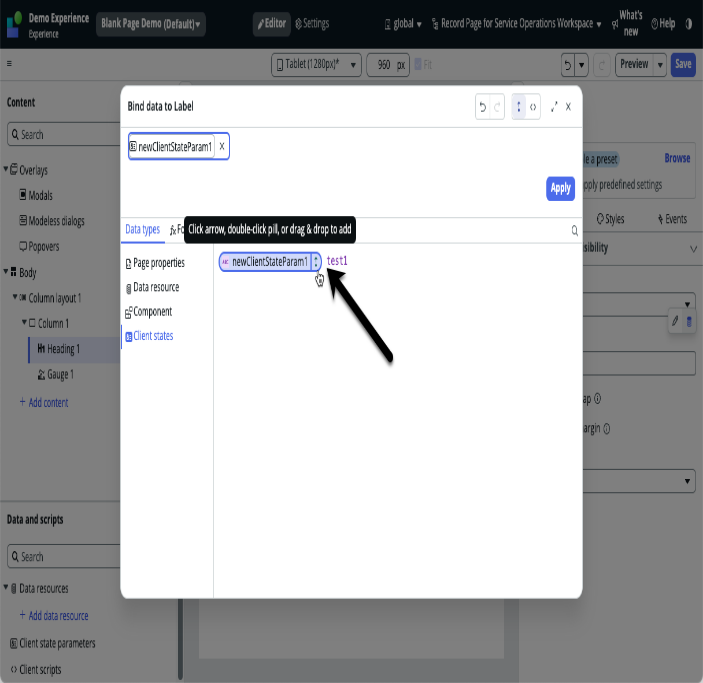 Demo Experience
Experience
Blank Page Demo (Default)
Editor
Settings
global
Record Page for Service Operations Workspace
What's
new
Help
Tablet (1280px)*
960 px
Fit
Preview
Save
Content
Search
Overlays
Modals
Modeless dialogs
Popovers
Body
Column layout 1
Column 1
Heading 1
Gauge 1
+ Add content
Data and scripts
Search
Data resources
+ Add data resource
Client state parameters
Client scripts
Bind data to Label
newClientStateParam1 X
Apply
Data types
Fo
Click arrow, double-click pill, or drag & drop to add
Page properties
Data resource
Component
Client states
ABC newClientStateParam1
test1
le a preset
Browse
pply predefined settings
Styles
Events
sibility
ap
argin